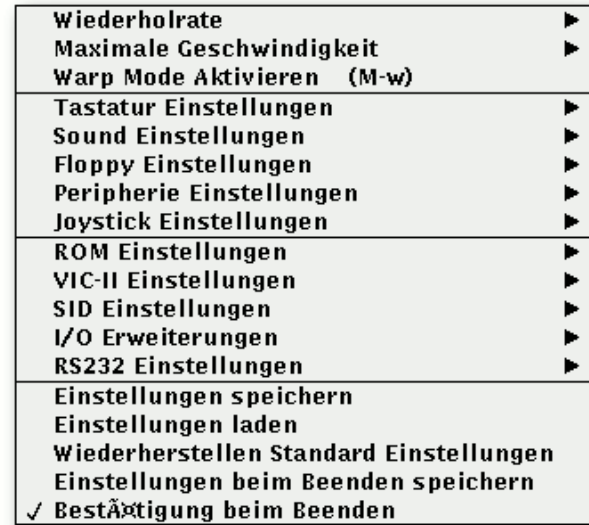 Wiederholrate
Maximale Geschwindigkeit
Warp Mode Aktivieren (M-w)
Tastatur Einstellungen
Sound Einstellungen
Floppy Einstellungen
Peripherie Einstellungen
Joystick Einstellungen
ROM Einstellungen
VIC-II Einstellungen
SID Einstellungen
I/O Erweiterungen
RS232 Einstellungen
Einstellungen speichern
Einstellungen laden
Wiederherstellen Standard Einstellungen
Einstellungen beim Beenden speichern
✓ BestÃ¤tigung beim Beenden